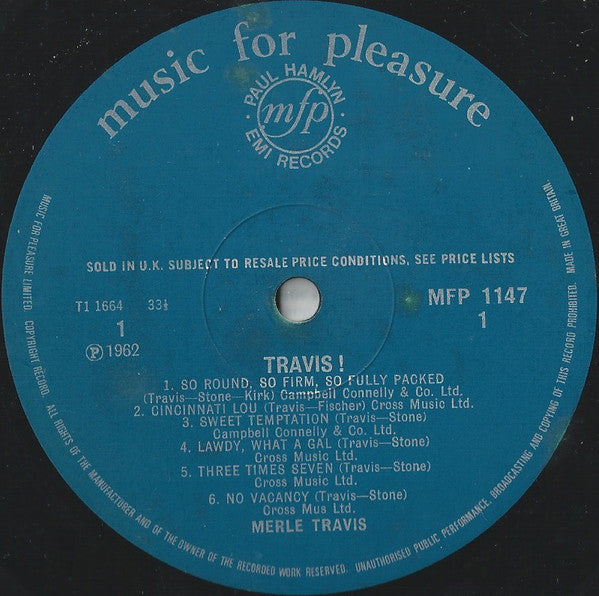 music for pleasure
PAUL HAMLYN
mfp
EMI RECORDS
SOLD IN U.K. SUBJECT TO RESALE PRICE CONDITIONS, SEE PRICE LISTS
T1 1664 33⅓
MFP 1147
1
1
℗ 1962
TRAVIS!
1. SO ROUND, SO FIRM, SO FULLY PACKED
(Travis—Stone—Kirk) Campbell Connelly & Co. Ltd.
2. CINCINNATI LOU (Travis—Fischer) Cross Music Ltd.
3. SWEET TEMPTATION (Travis—Stone)
Campbell Connelly & Co. Ltd.
4. LAWDY, WHAT A GAL (Travis—Stone)
Cross Music Ltd.
5. THREE TIMES SEVEN (Travis—Stone)
Cross Music Ltd.
6. NO VACANCY (Travis—Stone)
Cross Mus Ltd.
MERLE TRAVIS
MUSIC FOR PLEASURE LIMITED. COPYRIGHT RECORD. ALL RIGHTS OF THE MANUFACTURER AND OF THE OWNER OF THE RECORDED WORK RESERVED. UNAUTHORISED PUBLIC PERFORMANCE, BROADCASTING AND COPYING OF THIS RECORD PROHIBITED. MADE IN GREAT BRITAIN.